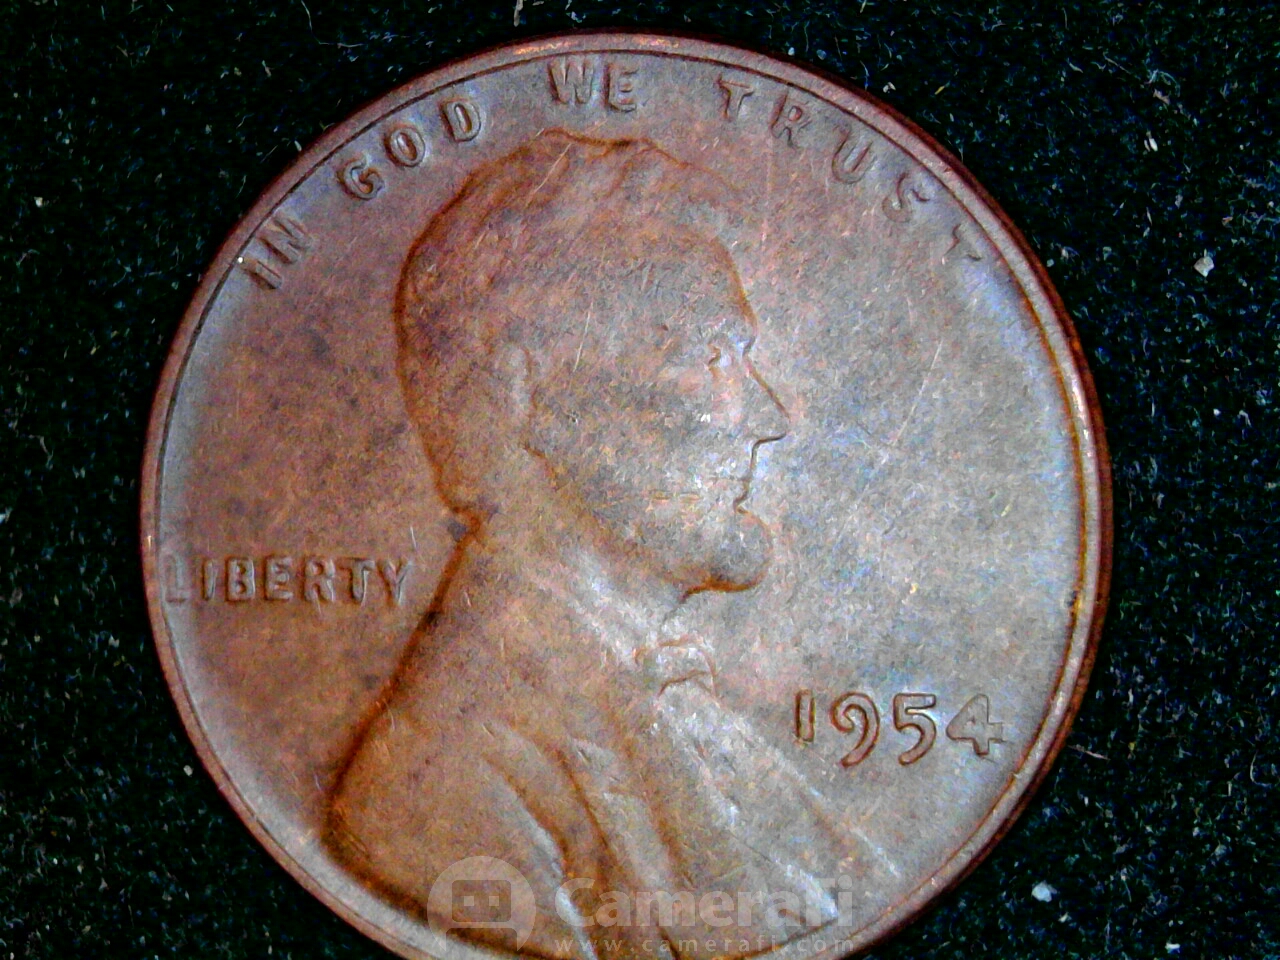 IN GOD WE TRUST
LIBERTY
1954
CameraFi
www.camerafi.com